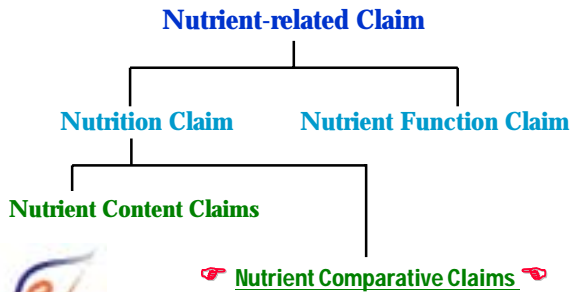 Nutrient-related Claim
Nutrition Claim
Nutrient Function Claim
Nutrient Content Claims
Nutrient Comparative Claims